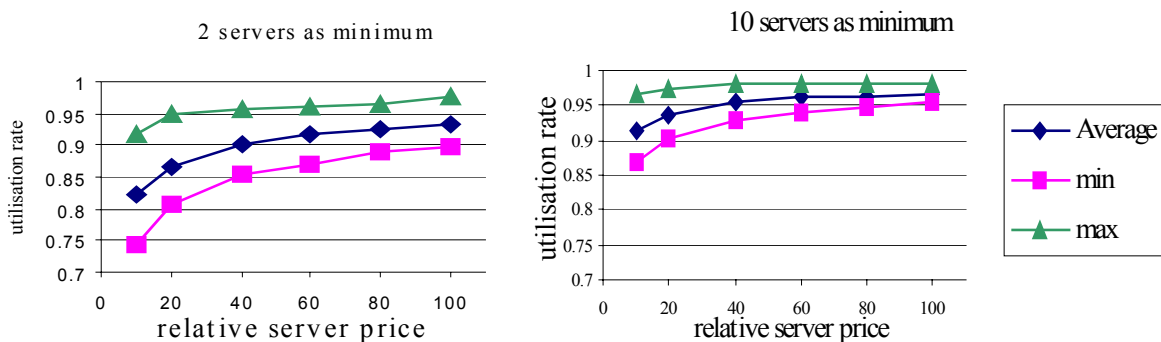 2 servers as minimum
utilisation rate
1
0.95
0.9
0.85
0.8
0.75
0.7
0 20 40 60 80 100
relative server price
10 servers as minimum
utilisation rate
1
0.95
0.9
0.85
0.8
0.75
0.7
0 20 40 60 80 100
relative server price
Average
min
max